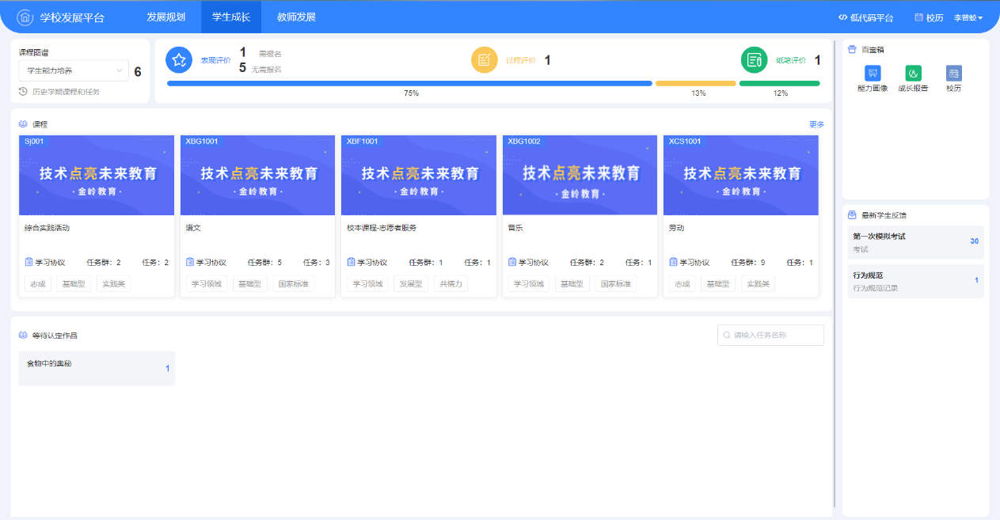 学校发展平台
发展规划
学生成长
教师发展
低代码平台
校历
李曾蛟
课程图谱
学生能力培养
6
历史学期课程和任务
表现评价
1 需报名
5 无需报名
过程评价 1
纸笔评价 1
75%
13%
12%
课程
更多
Sj001
技术点亮未来教育
·金岭教育·
综合实践活动
学习协议 任务群：2 任务：2
志成 基础型 实践类
XBG1001
技术点亮未来教育
·金岭教育·
语文
学习协议 任务群：5 任务：3
学习领域 基础型 国家标准
XBF1001
技术点亮未来教育
·金岭教育·
校本课程-志愿者服务
学习协议 任务群：1 任务：1
学习领域 发展型 共情力
XBG1002
技术点亮未来教育
·金岭教育·
音乐
学习协议 任务群：2 任务：1
学习领域 基础型 国家标准
XCS1001
技术点亮未来教育
·金岭教育·
劳动
学习协议 任务群：9 任务：1
志成 基础型 实践类
等待认定作品
请输入任务名称
食物中的奥秘
1
百宝箱
能力画像 成长报告 校历
最新学生反馈
第一次模拟考试
考试
30
行为规范
行为规范记录
1